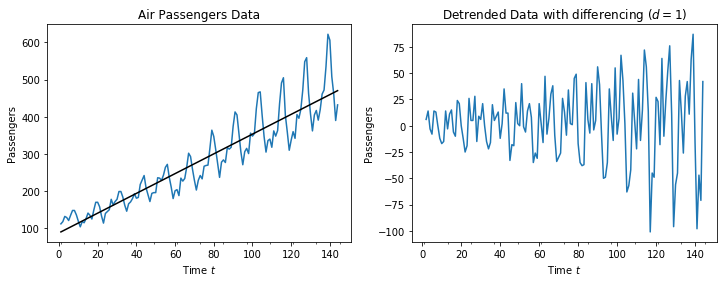 Air Passengers Data
Passengers
600
500
400
300
200
100
0 20 40 60 80 100 120 140
Time t
Detrended Data with differencing (d = 1)
Passengers
75
50
25
0
−25
−50
−75
−100
0 20 40 60 80 100 120 140
Time t